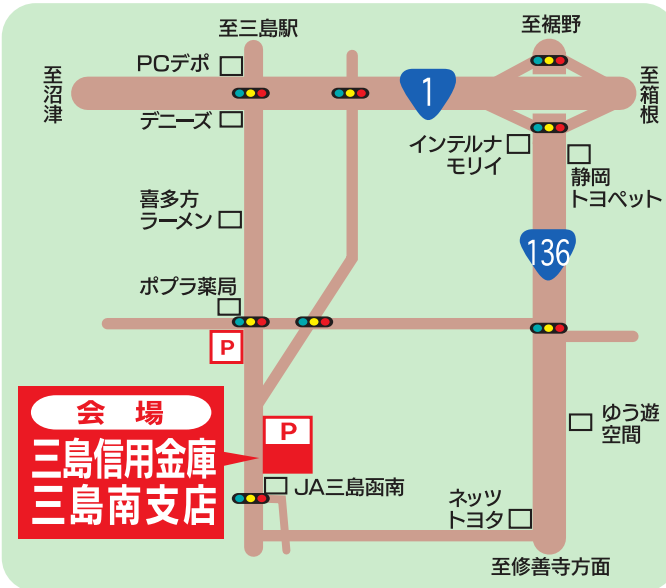 至三島駅
至裾野
PCデポ
至沼津
1
至箱根
デニーズ
インテルナ
モリイ
静岡
トヨペット
喜多方
ラーメン
136
ポプラ薬局
P
会 場
三島信用金庫
三島南支店
P
ゆう遊
空間
JA三島函南
ネッツ
トヨタ
至修善寺方面